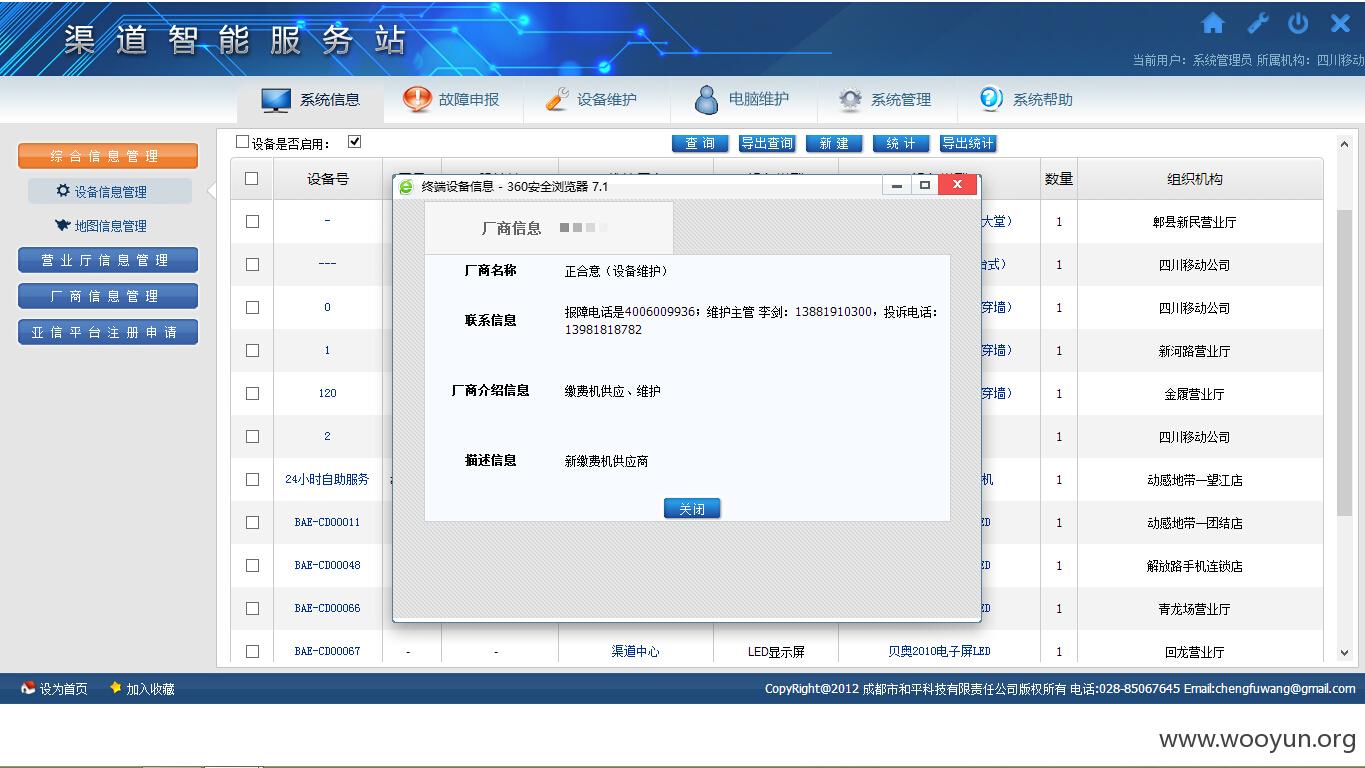 渠道智能服务站
当前用户：系统管理员 所属机构：四川移动
系统信息 故障申报 设备维护 电脑维护 系统管理 系统帮助
综合信息管理
设备信息管理
地图信息管理
营业厅信息管理
厂商信息管理
亚信平台注册申请
设备是否启用： 查询 导出查询 新建 统计 导出统计
设备号 数量 组织机构
- 大堂） 1 郫县新民营业厅
--- 台式） 1 四川移动公司
0 穿墙） 1 四川移动公司
1 穿墙） 1 新河路营业厅
120 穿墙） 1 金履营业厅
2 1 四川移动公司
24小时自助服务 机 1 动感地带—望江店
BAE-CD00011 ED 1 动感地带—团结店
BAE-CD00048 ED 1 解放路手机连锁店
BAE-CD00066 ED 1 青龙场营业厅
BAE-CD00067 - - 渠道中心 LED显示屏 贝奥2010电子屏LED 1 回龙营业厅
终端设备信息 - 360安全浏览器 7.1
厂商信息
厂商名称 正合意（设备维护）
联系信息 报障电话是4006009936；维护主管 李剑：13881910300，投诉电话：
13981818782
厂商介绍信息 缴费机供应、维护
描述信息 新缴费机供应商
关闭
设为首页 加入收藏
CopyRight@2012 成都市和平科技有限责任公司版权所有 电话:028-85067645 Email:chengfuwang@gmail.com
www.wooyun.org